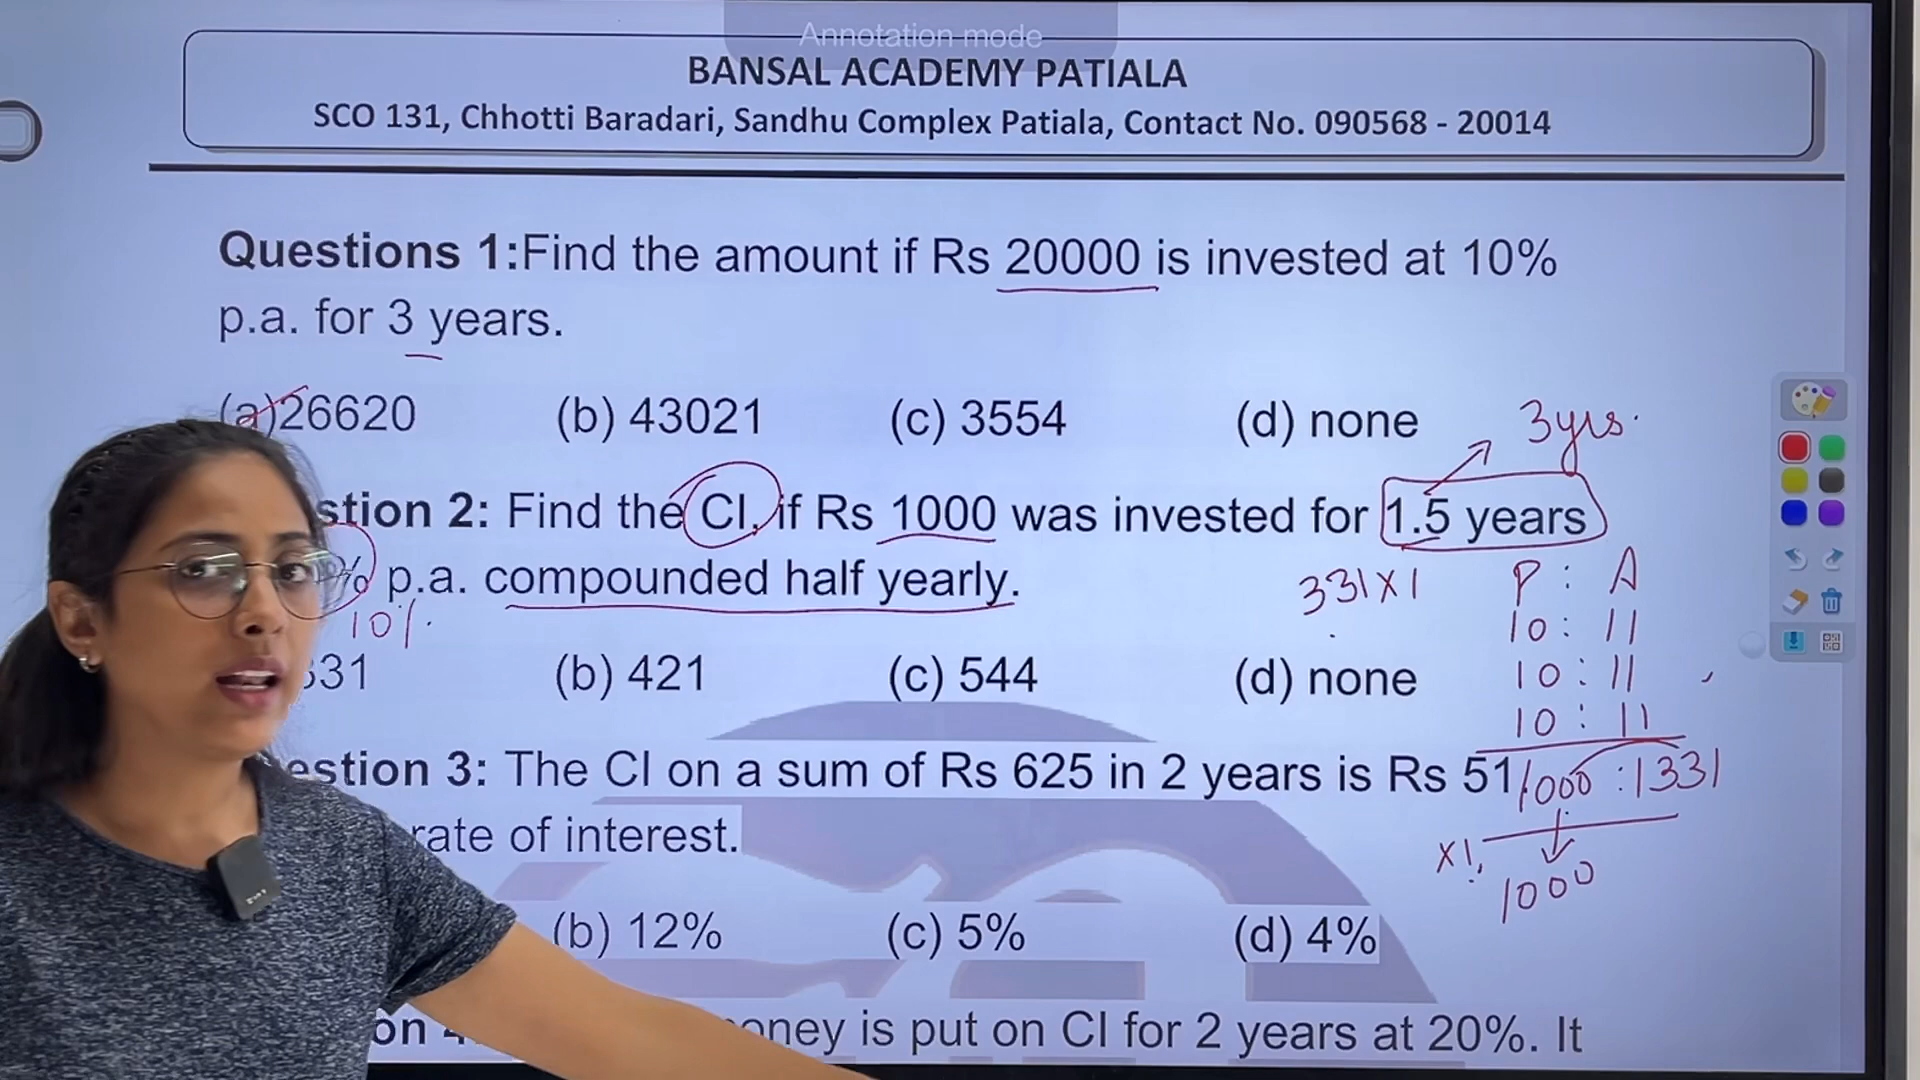 Annotation mode
BANSAL ACADEMY PATIALA
SCO 131, Chhotti Baradari, Sandhu Complex Patiala, Contact No. 090568 - 20014
Questions 1:Find the amount if Rs 20000 is invested at 10%
p.a. for 3 years.
(a)26620 (b) 43021 (c) 3554 (d) none
3yrs.
stion 2: Find the CI, if Rs 1000 was invested for 1.5 years
% p.a. compounded half yearly.
10%.
331x1
P : A
10 : 11
10 : 11
10 : 11
1000 : 1331
x1,
1000
331 (b) 421 (c) 544 (d) none
estion 3: The CI on a sum of Rs 625 in 2 years is Rs 51
rate of interest.
(b) 12% (c) 5% (d) 4%
on 4 oney is put on CI for 2 years at 20%. It